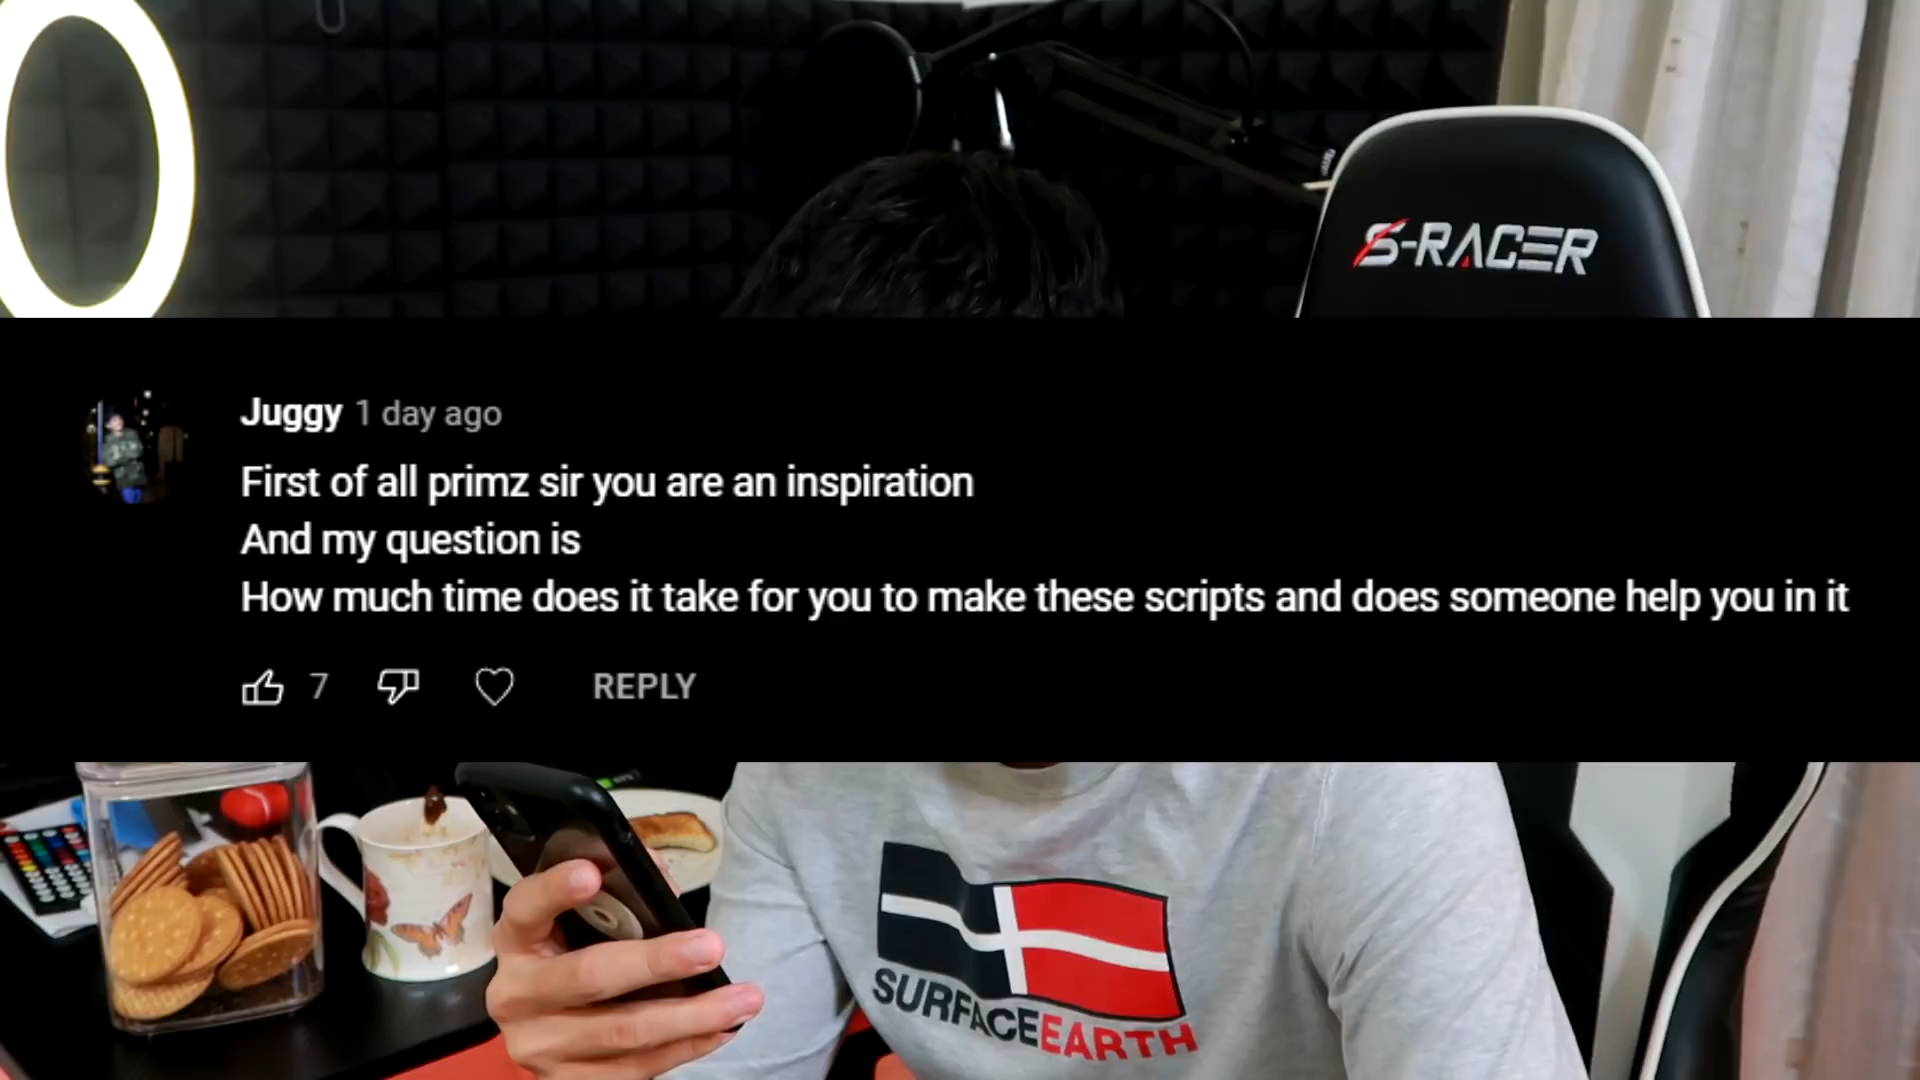 S-RACER
Juggy 1 day ago
First of all primz sir you are an inspiration
And my question is
How much time does it take for you to make these scripts and does someone help you in it
7
REPLY
SURFACEEARTH